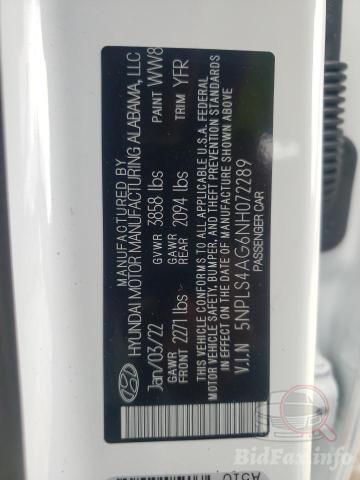 MANUFACTURED BY
HYUNDAI MOTOR MANUFACTURING ALABAMA, LLC
Jan/03/22 GVWR 3858 lbs PAINT WW8
GAWR FRONT 2271 lbs GAWR REAR 2094 lbs TRIM YFR
THIS VEHICLE CONFORMS TO ALL APPLICABLE U.S.A. FEDERAL
MOTOR VEHICLE SAFETY, BUMPER, AND THEFT PREVENTION STANDARDS
IN EFFECT ON THE DATE OF MANUFACTURE SHOWN ABOVE
V.I.N 5NPLS4AG6NH072289
PASSENGER CAR
A510
BidFax.info